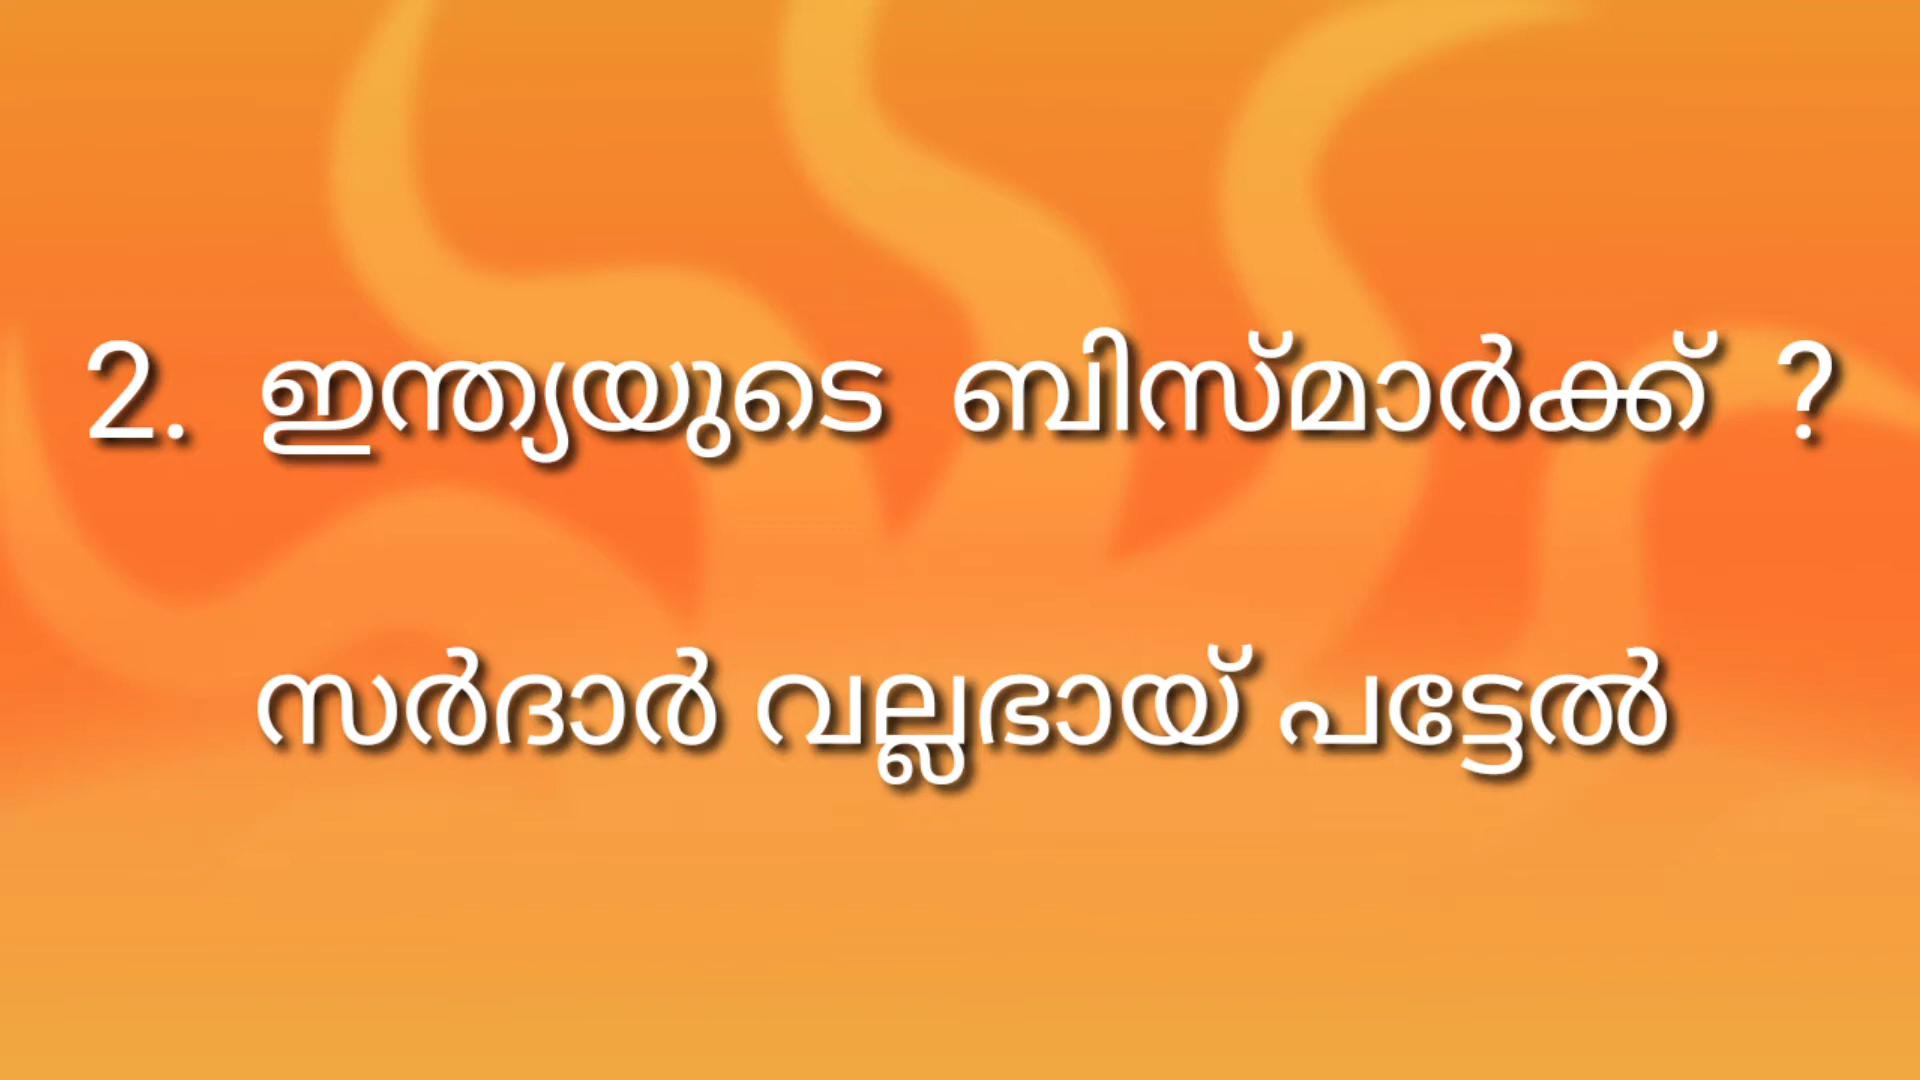 2. ഇന്ത്യയുടെ ബിസ്മാർക്ക് ?
സർദാർ വല്ലഭായ് പട്ടേൽ